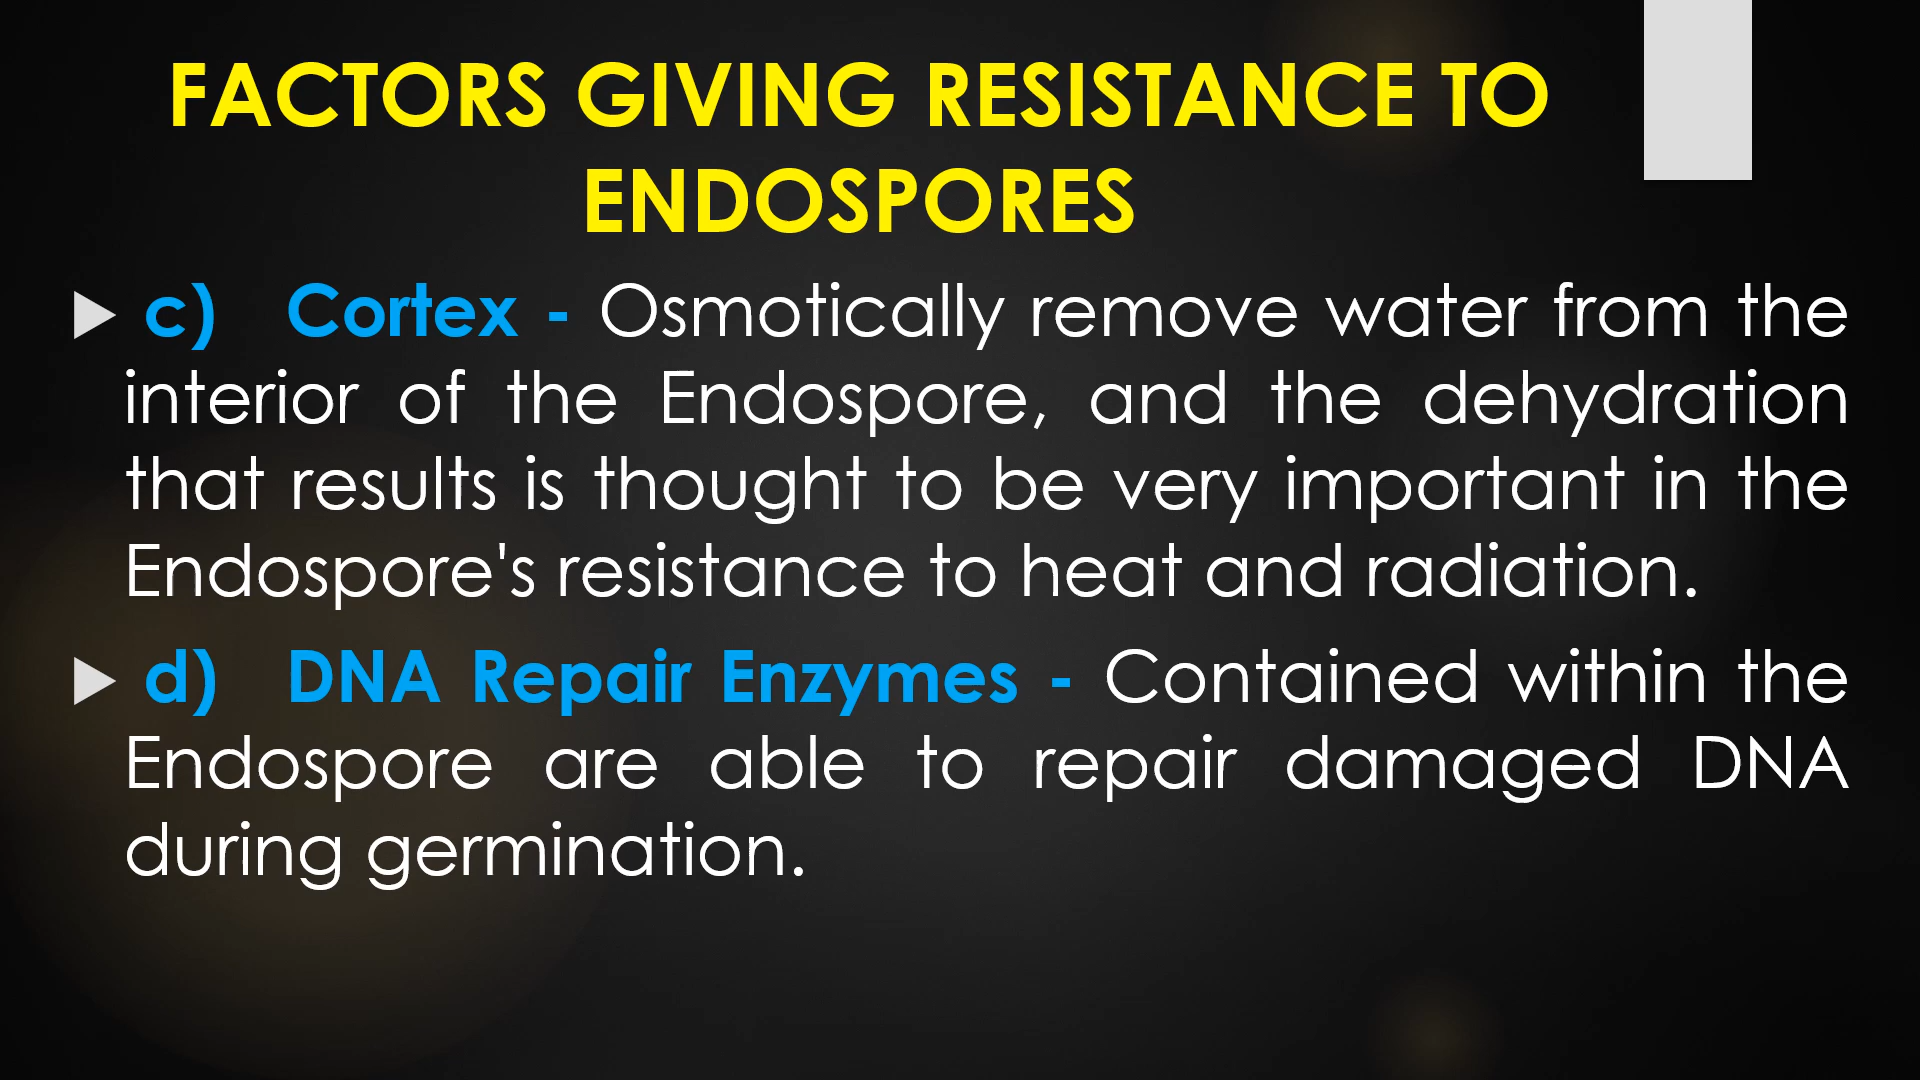 FACTORS GIVING RESISTANCE TO
ENDOSPORES
c) Cortex - Osmotically remove water from the
interior of the Endospore, and the dehydration
that results is thought to be very important in the
Endospore's resistance to heat and radiation.
d) DNA Repair Enzymes - Contained within the
Endospore are able to repair damaged DNA
during germination.